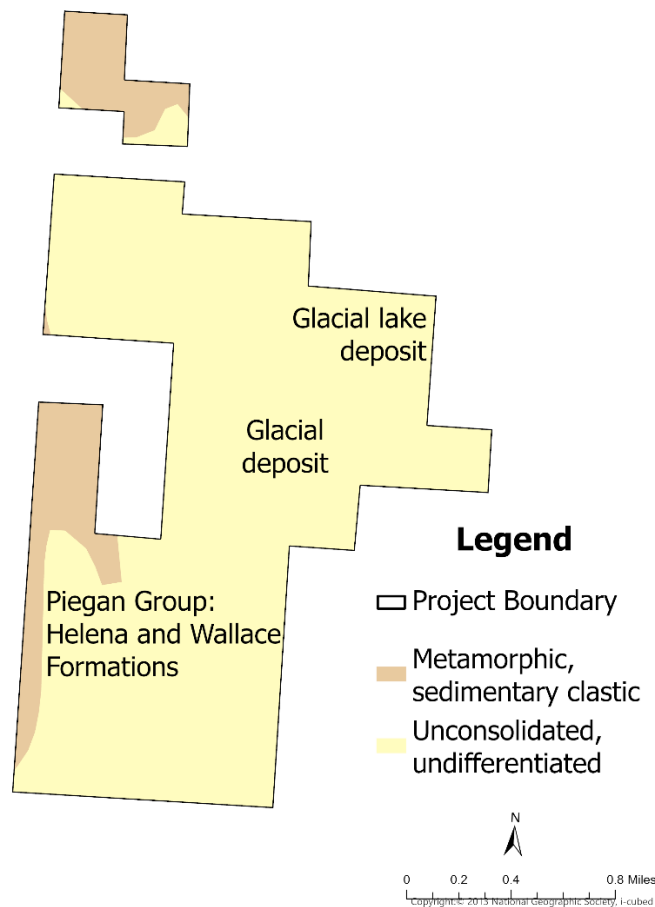 Glacial lake
deposit
Glacial
deposit
Piegan Group:
Helena and Wallace
Formations
Legend
Project Boundary
Metamorphic,
sedimentary clastic
Unconsolidated,
undifferentiated
N
0 0.2 0.4 0.8 Miles
Copyright:© 2013 National Geographic Society, i-cubed